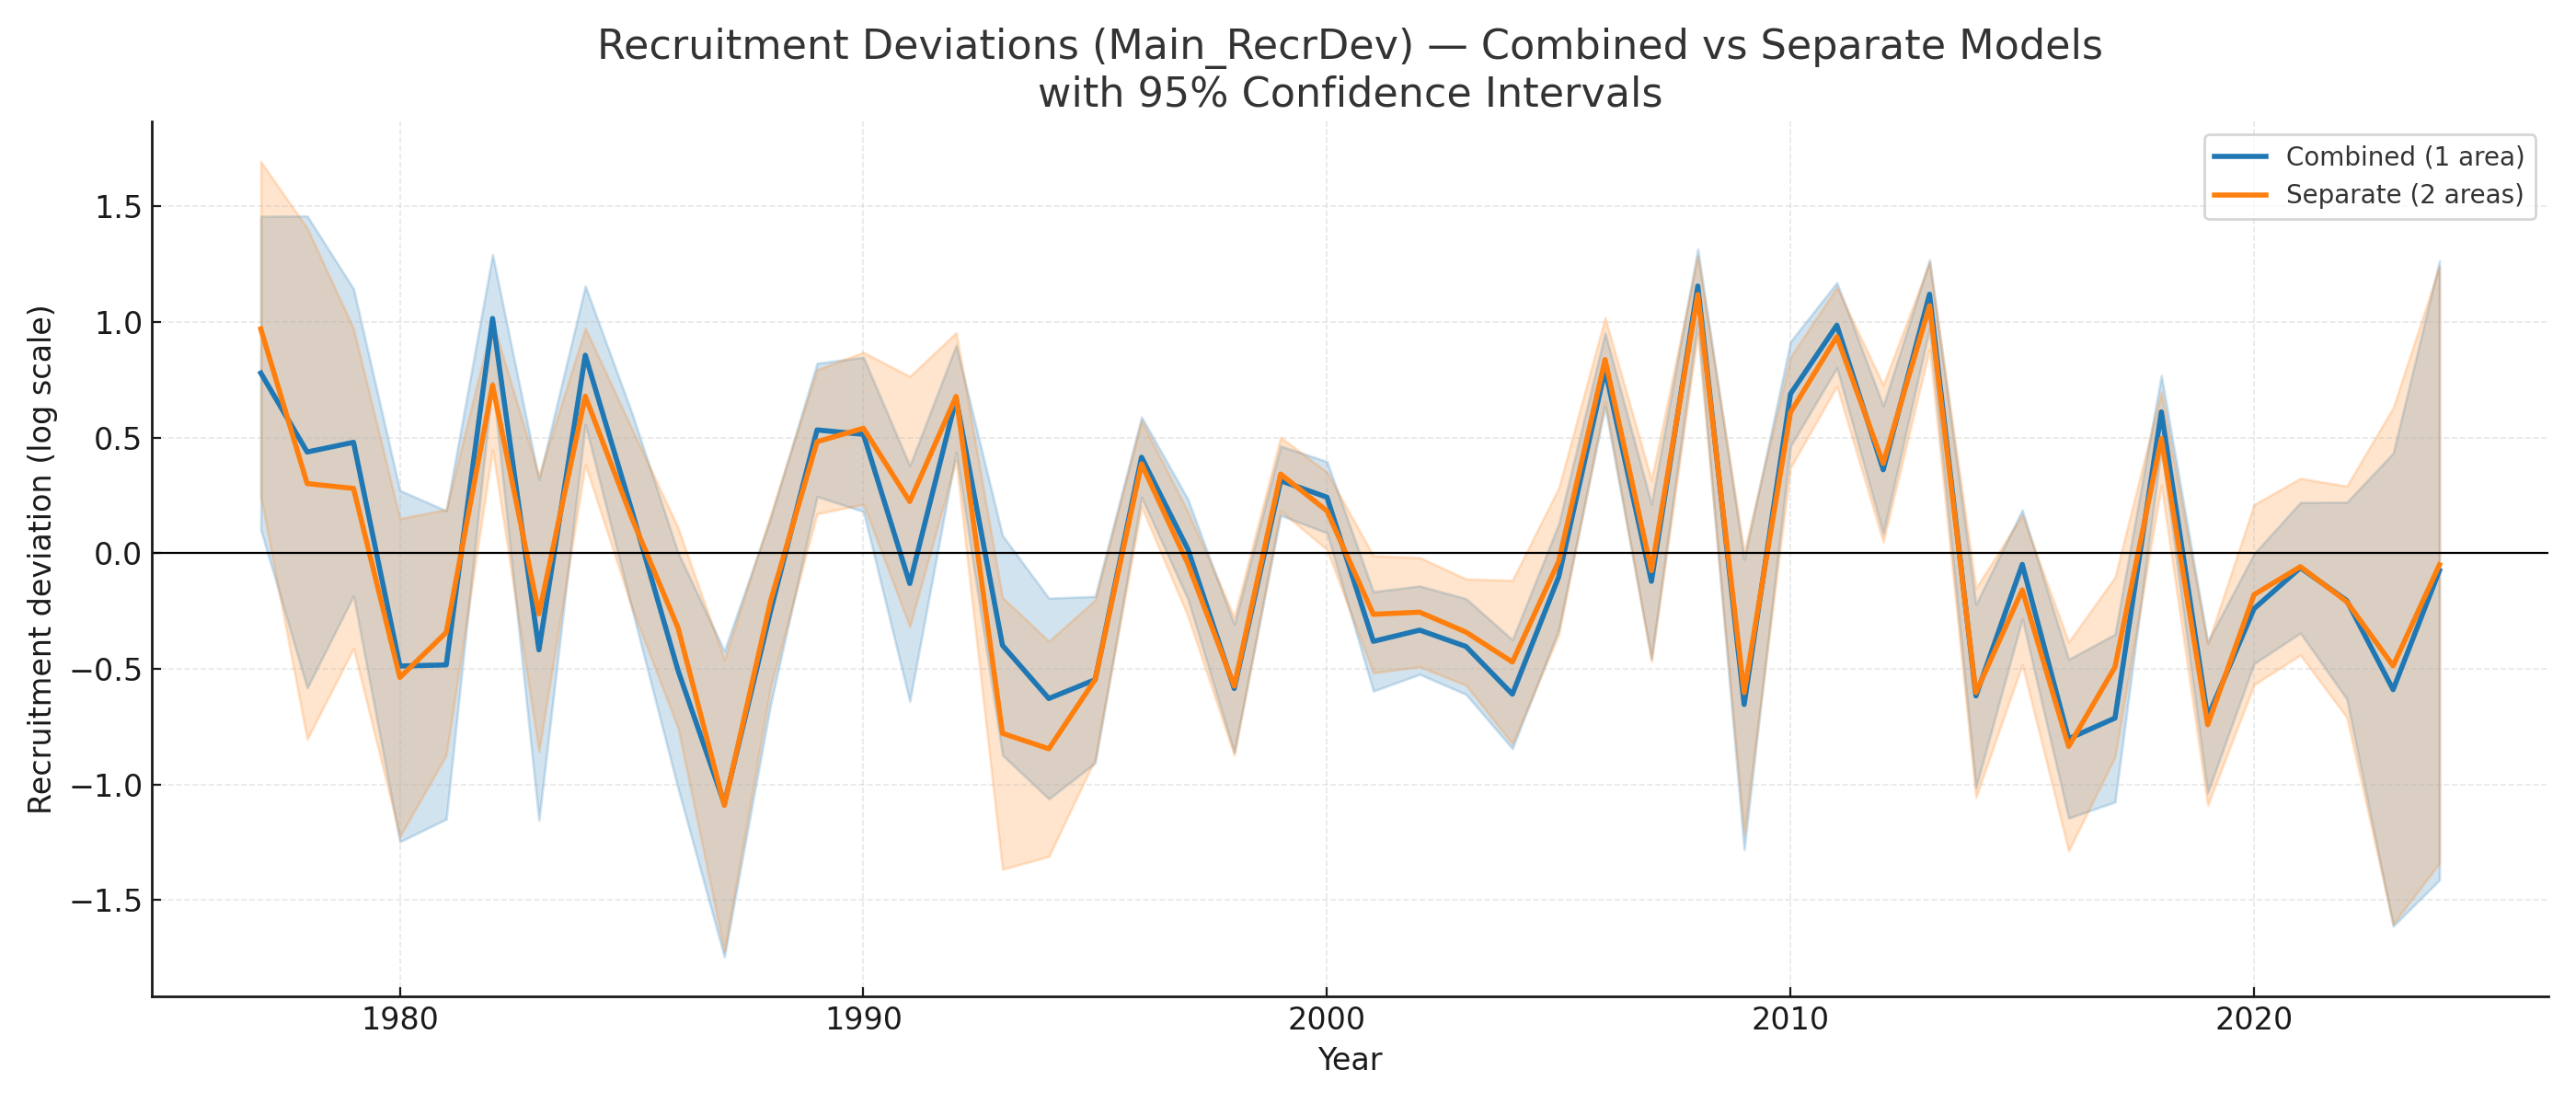 Recruitment Deviations (Main_RecrDev) — Combined vs Separate Models
with 95% Confidence Intervals
Combined (1 area)
Separate (2 areas)
Recruitment deviation (log scale)
1.5
1.0
0.5
0.0
−0.5
−1.0
−1.5
1980
1990
2000
2010
2020
Year